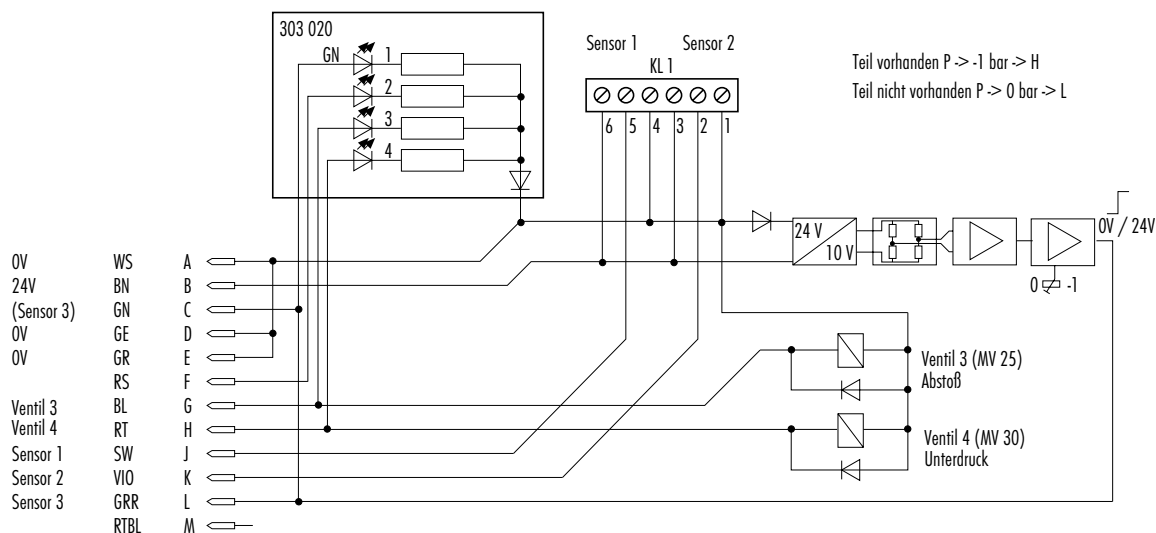 303 020
GN
1
2
3
4
Sensor 1
Sensor 2
KL 1
6
5
4
3
2
1
Teil vorhanden P -> -1 bar -> H
Teil nicht vorhanden P -> 0 bar -> L
24 V
10 V
0V / 24V
0
-1
0V WS A
24V BN B
(Sensor 3) GN C
0V GE D
0V GR E
RS F
Ventil 3 BL G
Ventil 4 RT H
Sensor 1 SW J
Sensor 2 VIO K
Sensor 3 GRR L
RTBL M
Ventil 3 (MV 25)
Abstoß
Ventil 4 (MV 30)
Unterdruck